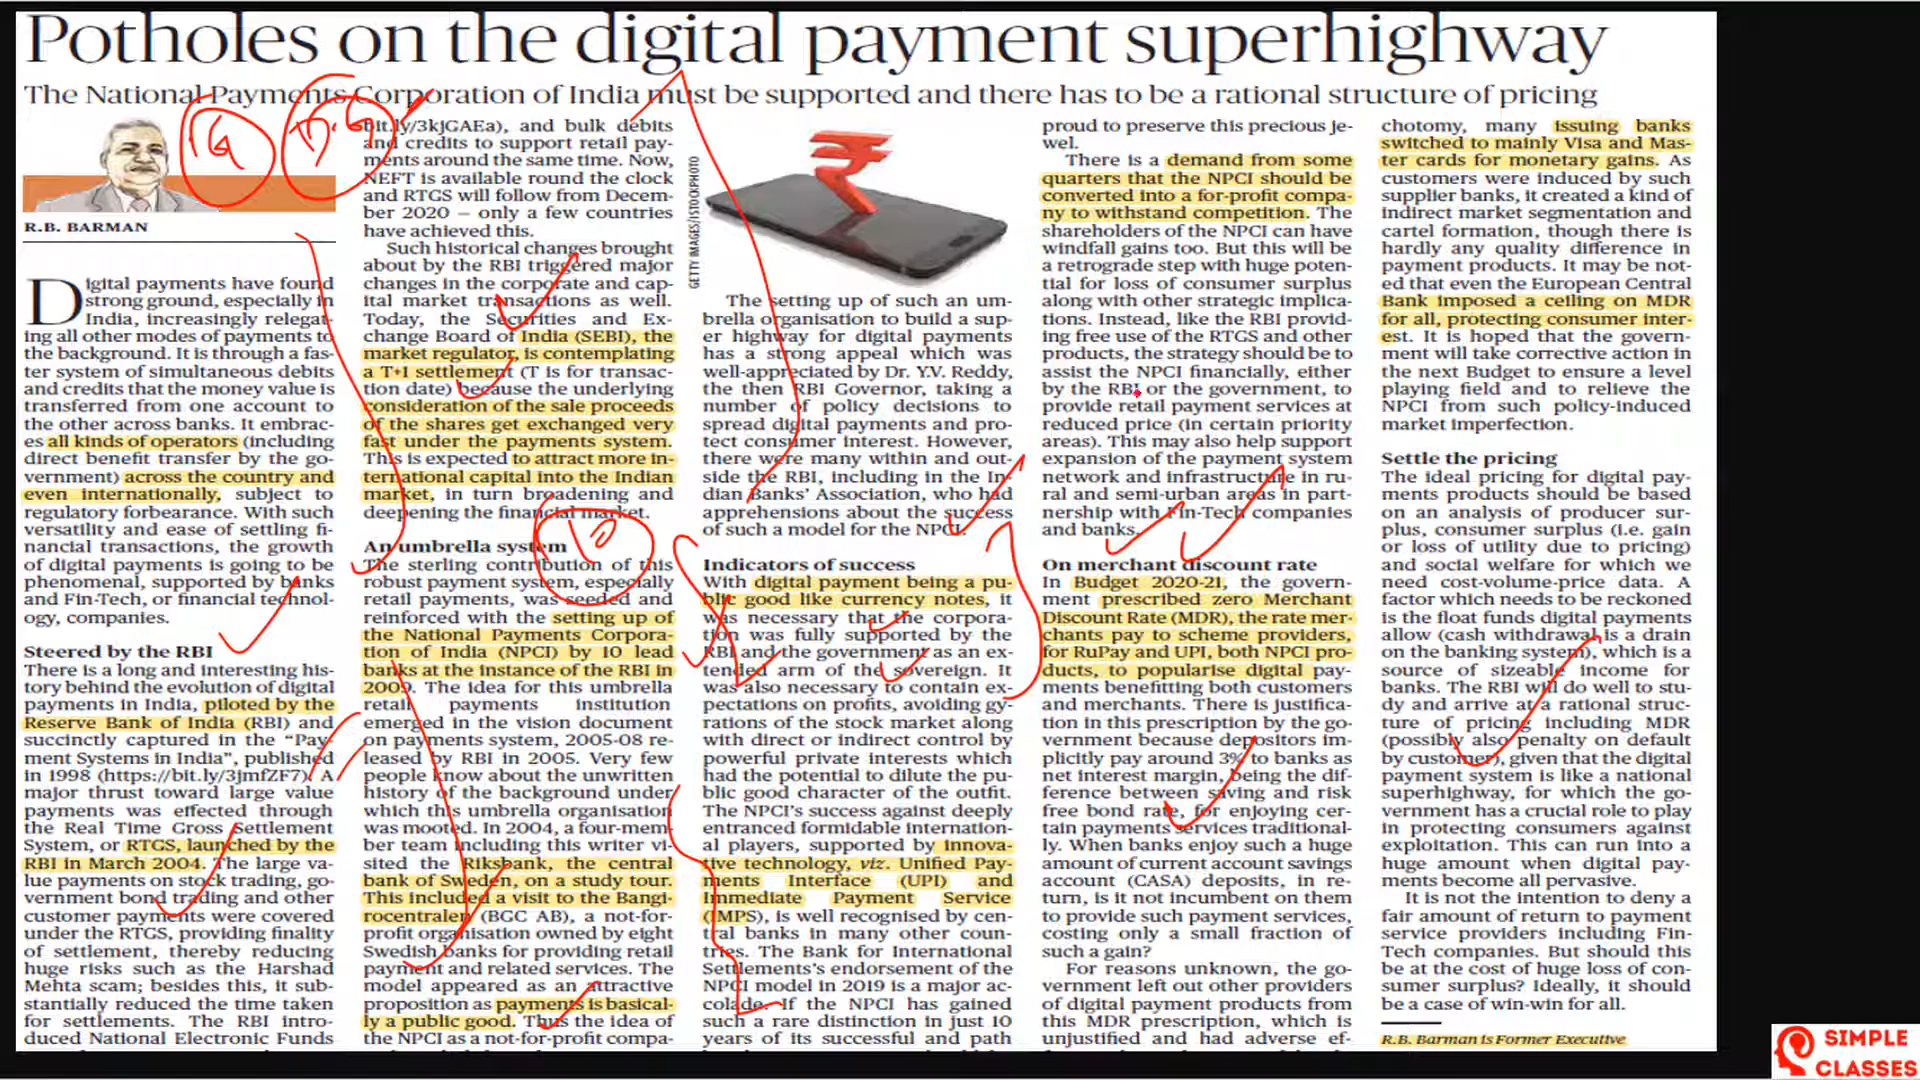 Potholes on the digital payment superhighway
The National Payments Corporation of India must be supported and there has to be a rational structure of pricing
R.B. BARMAN
Digital payments have found
strong ground, especially in
India, increasingly relegat-
ing all other modes of payments to
the background. It is through a fas-
ter system of simultaneous debits
and credits that the money value is
transferred from one account to
the other across banks. It embrac-
es all kinds of operators (including
direct benefit transfer by the go-
vernment) across the country and
even internationally, subject to
regulatory forbearance. With such
versatility and ease of settling fi-
nancial transactions, the growth
of digital payments is going to be
phenomenal, supported by banks
and Fin-Tech, or financial technol-
ogy, companies.
Steered by the RBI
There is a long and interesting his-
tory behind the evolution of digital
payments in India, piloted by the
Reserve Bank of India (RBI) and
succinctly captured in the “Pay-
ment Systems in India”, published
in 1998 (https://bit.ly/3jmfZF7). A
major thrust toward large value
payments was effected through
the Real Time Gross Settlement
System, or RTGS, launched by the
RBI in March 2004. The large va-
lue payments on stock trading, go-
vernment bond trading and other
customer payments were covered
under the RTGS, providing finality
of settlement, thereby reducing
huge risks such as the Harshad
Mehta scam; besides this, it sub-
stantially reduced the time taken
for settlements. The RBI intro-
duced National Electronic Funds
bit.ly/3kjGAEa), and bulk debits
and credits to support retail pay-
ments around the same time. Now,
NEFT is available round the clock
and RTGS will follow from Decem-
ber 2020 – only a few countries
have achieved this.
Such historical changes brought
about by the RBI triggered major
changes in the corporate and cap-
ital market transactions as well.
Today, the Securities and Ex-
change Board of India (SEBI), the
market regulator, is contemplating
a T+1 settlement (T is for transac-
tion date) because the underlying
consideration of the sale proceeds
of the shares get exchanged very
fast under the payments system.
This is expected to attract more in-
ternational capital into the Indian
market, in turn broadening and
deepening the financial market.
An umbrella system
The sterling contribution of this
robust payment system, especially
retail payments, was seeded and
reinforced with the setting up of
the National Payments Corpora-
tion of India (NPCI) by 10 lead
banks at the instance of the RBI in
2009. The idea for this umbrella
retail payments institution
emerged in the vision document
on payments system, 2005-08 re-
leased by RBI in 2005. Very few
people know about the unwritten
history of the background under
which this umbrella organisation
was mooted. In 2004, a four-mem-
ber team including this writer vi-
sited the Riksbank, the central
bank of Sweden, on a study tour.
This included a visit to the Bangi-
rocentralen (BGC AB), a not-for-
profit organisation owned by eight
Swedish banks for providing retail
payment and related services. The
model appeared as an attractive
proposition as payments is basical-
ly a public good. Thus the idea of
the NPCI as a not-for-profit compa-
GETTY IMAGES/ISTOCKPHOTO
The setting up of such an um-
brella organisation to build a sup-
er highway for digital payments
has a strong appeal which was
well-appreciated by Dr. Y.V. Reddy,
the then RBI Governor, taking a
number of policy decisions to
spread digital payments and pro-
tect consumer interest. However,
there were many within and out-
side the RBI, including in the In-
dian Banks’ Association, who had
apprehensions about the success
of such a model for the NPCI.
Indicators of success
With digital payment being a pu-
blic good like currency notes, it
was necessary that the corpora-
tion was fully supported by the
RBI and the government as an ex-
tended arm of the sovereign. It
was also necessary to contain ex-
pectations on profits, avoiding gy-
rations of the stock market along
with direct or indirect control by
powerful private interests which
had the potential to dilute the pu-
blic good character of the outfit.
The NPCI’s success against deeply
entranced formidable internation-
al players, supported by innova-
tive technology, viz. Unified Pay-
ments Interface (UPI) and
Immediate Payment Service
(IMPS), is well recognised by cen-
tral banks in many other coun-
tries. The Bank for International
Settlements’s endorsement of the
NPCI model in 2019 is a major ac-
colade. If the NPCI has gained
such a rare distinction in just 10
years of its successful and path
proud to preserve this precious je-
wel.
There is a demand from some
quarters that the NPCI should be
converted into a for-profit compa-
ny to withstand competition. The
shareholders of the NPCI can have
windfall gains too. But this will be
a retrograde step with huge poten-
tial for loss of consumer surplus
along with other strategic implica-
tions. Instead, like the RBI provid-
ing free use of the RTGS and other
products, the strategy should be to
assist the NPCI financially, either
by the RBI or the government, to
provide retail payment services at
reduced price (in certain priority
areas). This may also help support
expansion of the payment system
network and infrastructure in ru-
ral and semi-urban areas in part-
nership with Fin-Tech companies
and banks.
On merchant discount rate
In Budget 2020-21, the govern-
ment prescribed zero Merchant
Discount Rate (MDR), the rate mer-
chants pay to scheme providers,
for RuPay and UPI, both NPCI pro-
ducts, to popularise digital pay-
ments benefitting both customers
and merchants. There is justifica-
tion in this prescription by the go-
vernment because depositors im-
plicitly pay around 3% to banks as
net interest margin, being the dif-
ference between saving and risk
free bond rate, for enjoying cer-
tain payments services traditional-
ly. When banks enjoy such a huge
amount of current account savings
account (CASA) deposits, in re-
turn, is it not incumbent on them
to provide such payment services,
costing only a small fraction of
such a gain?
For reasons unknown, the go-
vernment left out other providers
of digital payment products from
this MDR prescription, which is
unjustified and had adverse ef-
chotomy, many issuing banks
switched to mainly Visa and Mas-
ter cards for monetary gains. As
customers were induced by such
supplier banks, it created a kind of
indirect market segmentation and
cartel formation, though there is
hardly any quality difference in
payment products. It may be not-
ed that even the European Central
Bank imposed a ceiling on MDR
for all, protecting consumer inter-
est. It is hoped that the govern-
ment will take corrective action in
the next Budget to ensure a level
playing field and to relieve the
NPCI from such policy-induced
market imperfection.
Settle the pricing
The ideal pricing for digital pay-
ments products should be based
on an analysis of producer sur-
plus, consumer surplus (i.e. gain
or loss of utility due to pricing)
and social welfare for which we
need cost-volume-price data. A
factor which needs to be reckoned
is the float funds digital payments
allow (cash withdrawal is a drain
on the banking system), which is a
source of sizeable income for
banks. The RBI will do well to stu-
dy and arrive at a rational struc-
ture of pricing including MDR
(possibly also penalty on default
by customer), given that the digital
payment system is like a national
superhighway, for which the go-
vernment has a crucial role to play
in protecting consumers against
exploitation. This can run into a
huge amount when digital pay-
ments become all pervasive.
It is not the intention to deny a
fair amount of return to payment
service providers including Fin-
Tech companies. But should this
be at the cost of huge loss of con-
sumer surplus? Ideally, it should
be a case of win-win for all.
R.B. Barman is Former Executive
SIMPLE
CLASSES